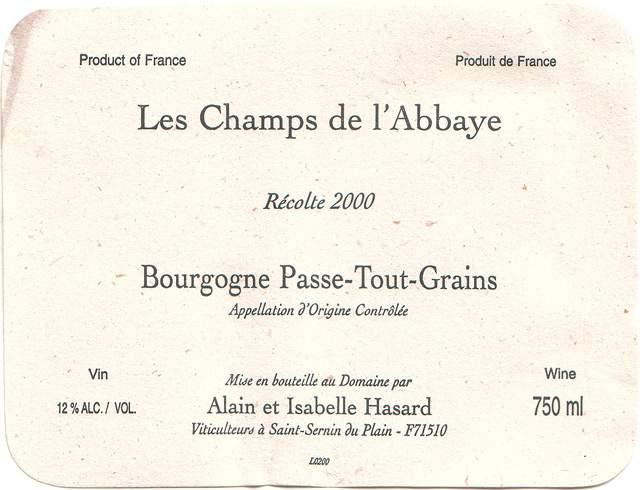 Product of France
Produit de France
Les Champs de l'Abbaye
Récolte 2000
Bourgogne Passe-Tout-Grains
Appellation d'Origine Contrôlée
Vin
Wine
12 % ALC. / VOL.
750 ml
Mise en bouteille au Domaine par
Alain et Isabelle Hasard
Viticulteurs à Saint-Sernin du Plain - F71510
L0200